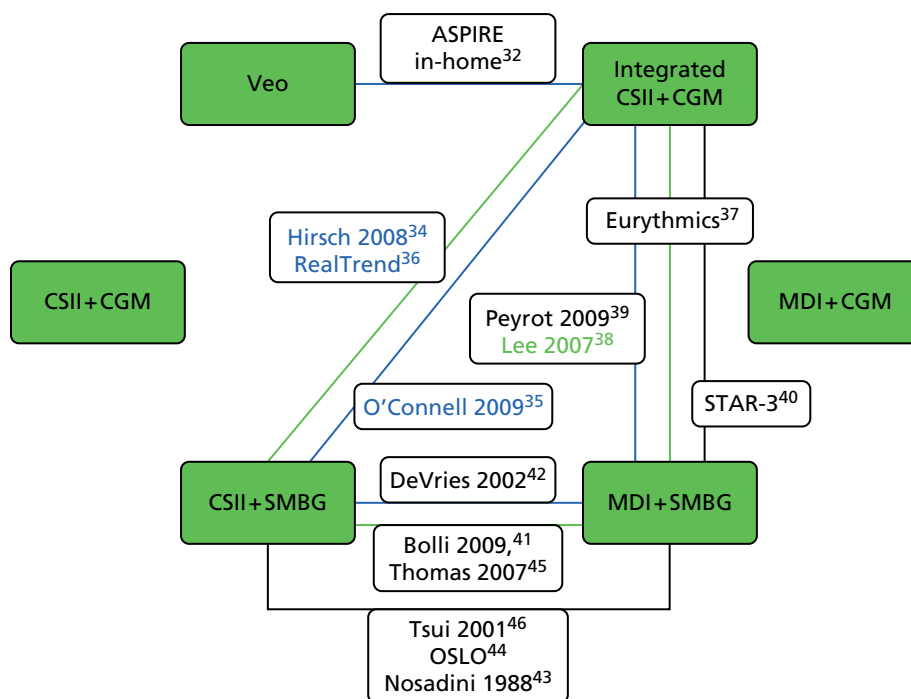 ASPIRE
in-home³²
Veo
Integrated
CSII+CGM
Eurythmics³⁷
Hirsch 2008³⁴
RealTrend³⁶
CSII+CGM
MDI+CGM
Peyrot 2009³⁹
Lee 2007³⁸
O’Connell 2009³⁵
STAR-3⁴⁰
CSII+SMBG
DeVries 2002⁴²
MDI+SMBG
Bolli 2009,⁴¹
Thomas 2007⁴⁵
Tsui 2001⁴⁶
OSLO⁴⁴
Nosadini 1988⁴³